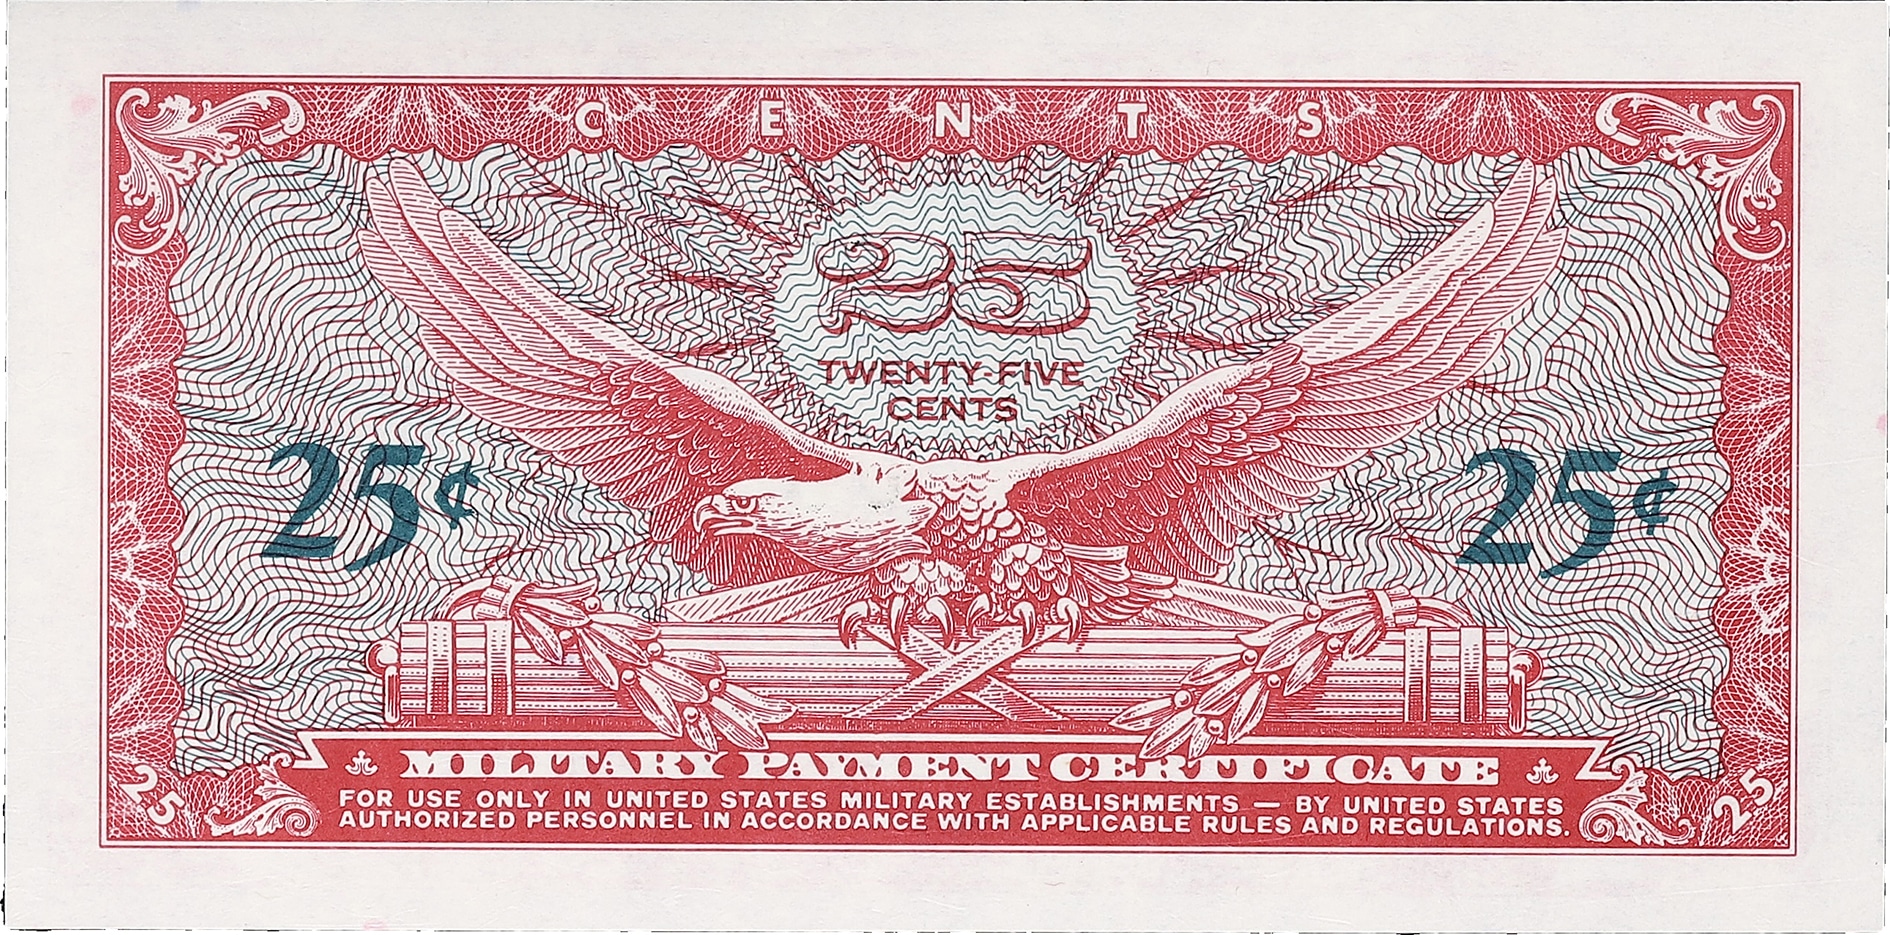 CENTS
25
TWENTY-FIVE
CENTS
25¢
25¢
MILITARY PAYMENT CERTIFICATE
25
25
FOR USE ONLY IN UNITED STATES MILITARY ESTABLISHMENTS — BY UNITED STATES
AUTHORIZED PERSONNEL IN ACCORDANCE WITH APPLICABLE RULES AND REGULATIONS.